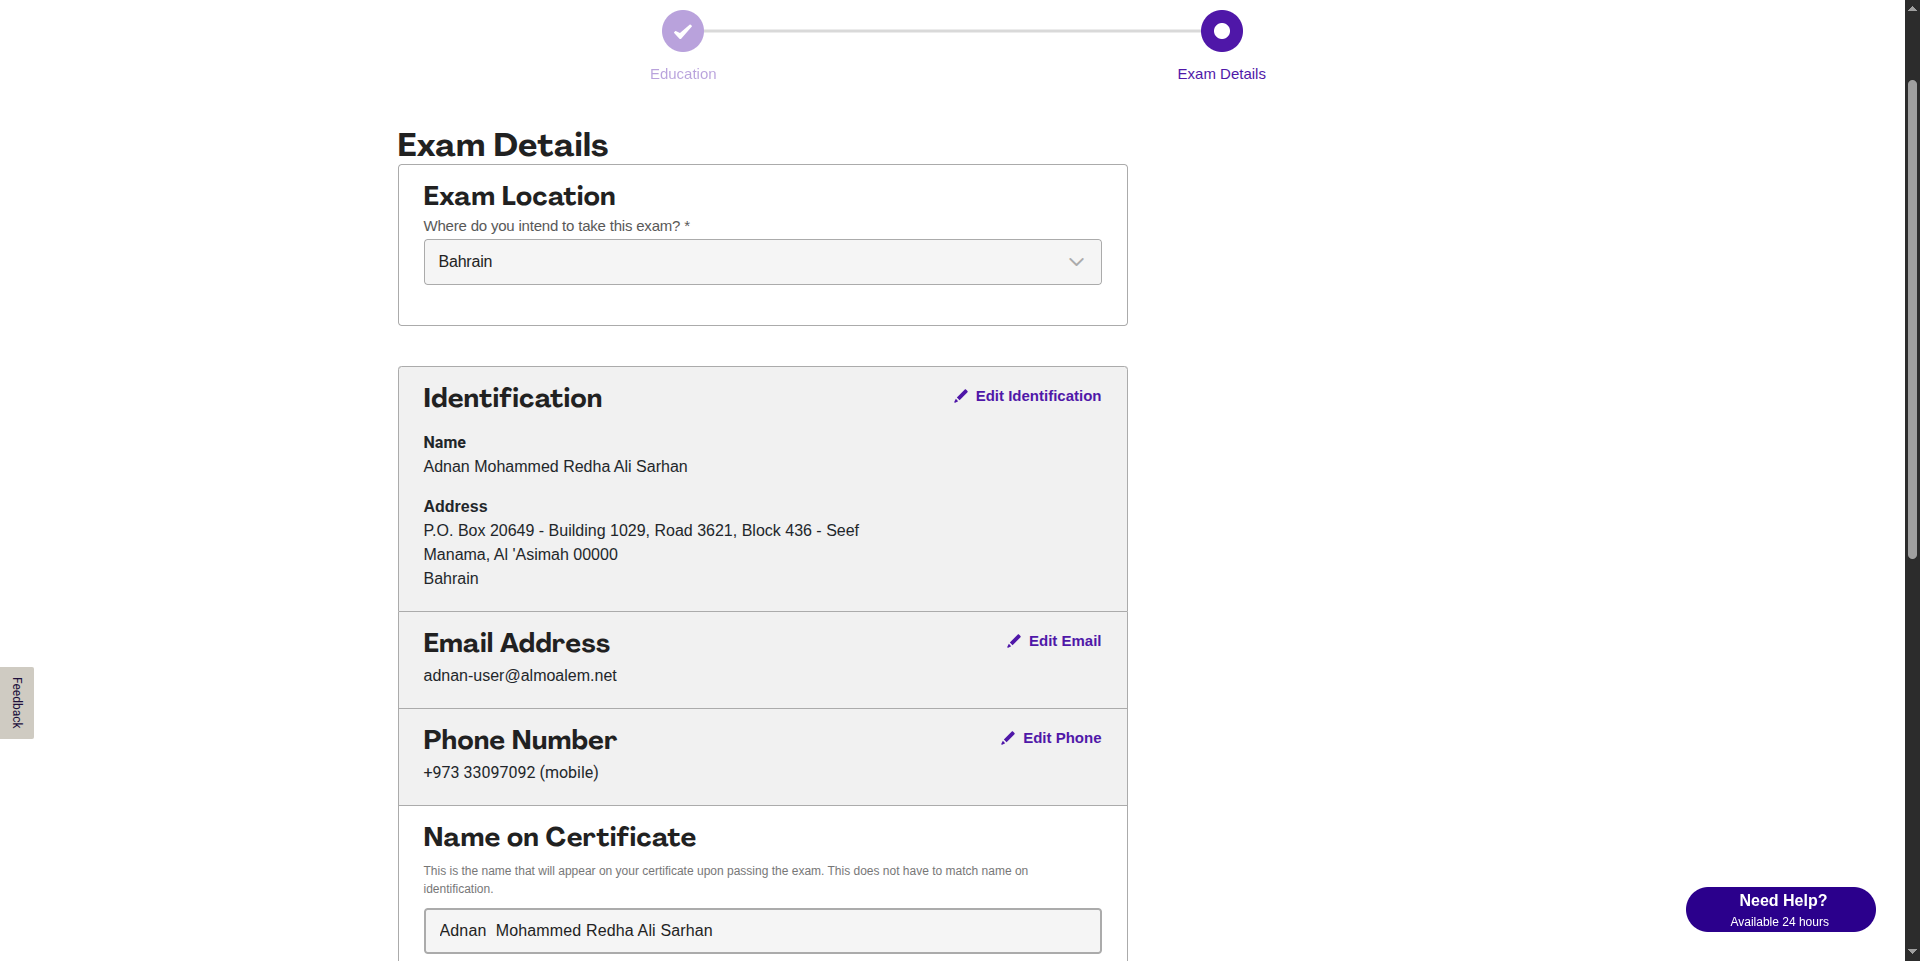 Education
Exam Details
Exam Details
Exam Location
Where do you intend to take this exam? *
Bahrain
Identification
Edit Identification
Name
Adnan Mohammed Redha Ali Sarhan
Address
P.O. Box 20649 - Building 1029, Road 3621, Block 436 - Seef
Manama, Al 'Asimah 00000
Bahrain
Email Address
Edit Email
adnan-user@almoalem.net
Phone Number
Edit Phone
+973 33097092 (mobile)
Name on Certificate
This is the name that will appear on your certificate upon passing the exam. This does not have to match name on
identification.
Adnan  Mohammed Redha Ali Sarhan
Feedback
Need Help?
Available 24 hours